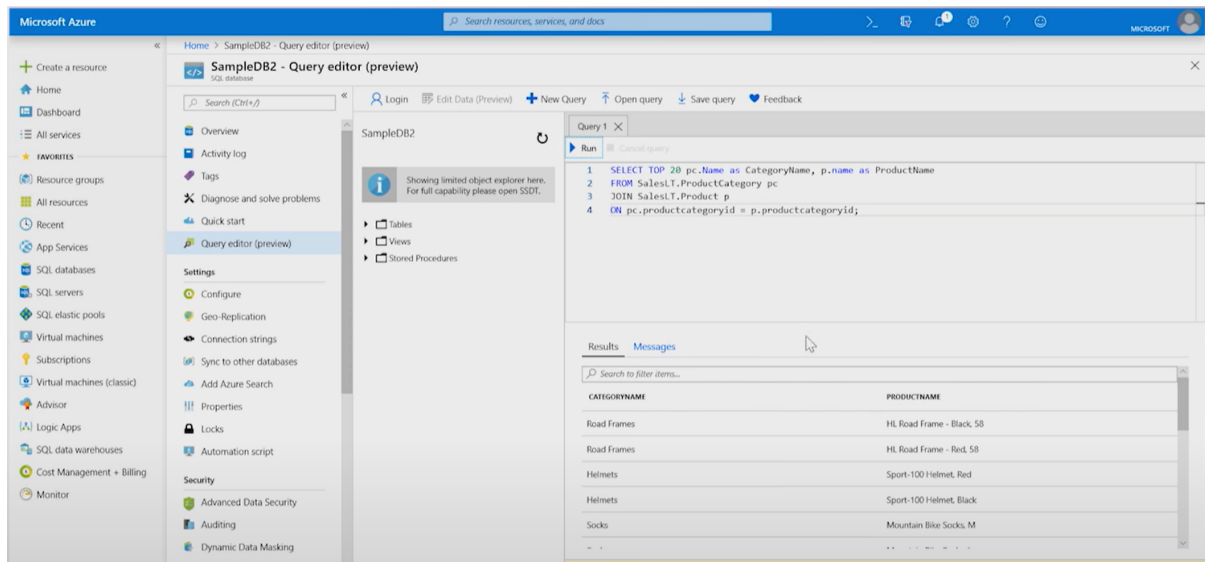 Microsoft Azure
Search resources, services, and docs
1
MICROSOFT
Create a resource
Home
Dashboard
All services
FAVORITES
Resource groups
All resources
Recent
App Services
SQL databases
SQL servers
SQL elastic pools
Virtual machines
Subscriptions
Virtual machines (classic)
Advisor
Logic Apps
SQL data warehouses
Cost Management + Billing
Monitor
Home > SampleDB2 - Query editor (preview)
SampleDB2 - Query editor (preview)
SQL database
Search (Ctrl+/)
Overview
Activity log
Tags
Diagnose and solve problems
Quick start
Query editor (preview)
Settings
Configure
Geo-Replication
Connection strings
Sync to other databases
Add Azure Search
Properties
Locks
Automation script
Security
Advanced Data Security
Auditing
Dynamic Data Masking
Login Edit Data (Preview) New Query Open query Save query Feedback
SampleDB2
Showing limited object explorer here.
For full capability please open SSDT.
Tables
Views
Stored Procedures
Query 1
Run Cancel query
1 SELECT TOP 20 pc.Name as CategoryName, p.name as ProductName
2 FROM SalesLT.ProductCategory pc
3 JOIN SalesLT.Product p
4 ON pc.productcategoryid = p.productcategoryid;
Results Messages
Search to filter items...
CATEGORYNAME PRODUCTNAME
Road Frames HL Road Frame - Black, 58
Road Frames HL Road Frame - Red, 58
Helmets Sport-100 Helmet, Red
Helmets Sport-100 Helmet, Black
Socks Mountain Bike Socks, M